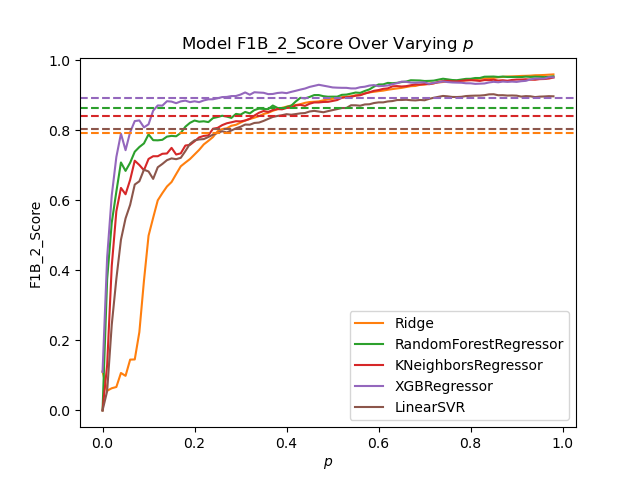 Model F1B_2_Score Over Varying p
F1B_2_Score
1.0
0.8
0.6
0.4
0.2
0.0
0.0 0.2 0.4 0.6 0.8 1.0
p
Ridge
RandomForestRegressor
KNeighborsRegressor
XGBRegressor
LinearSVR